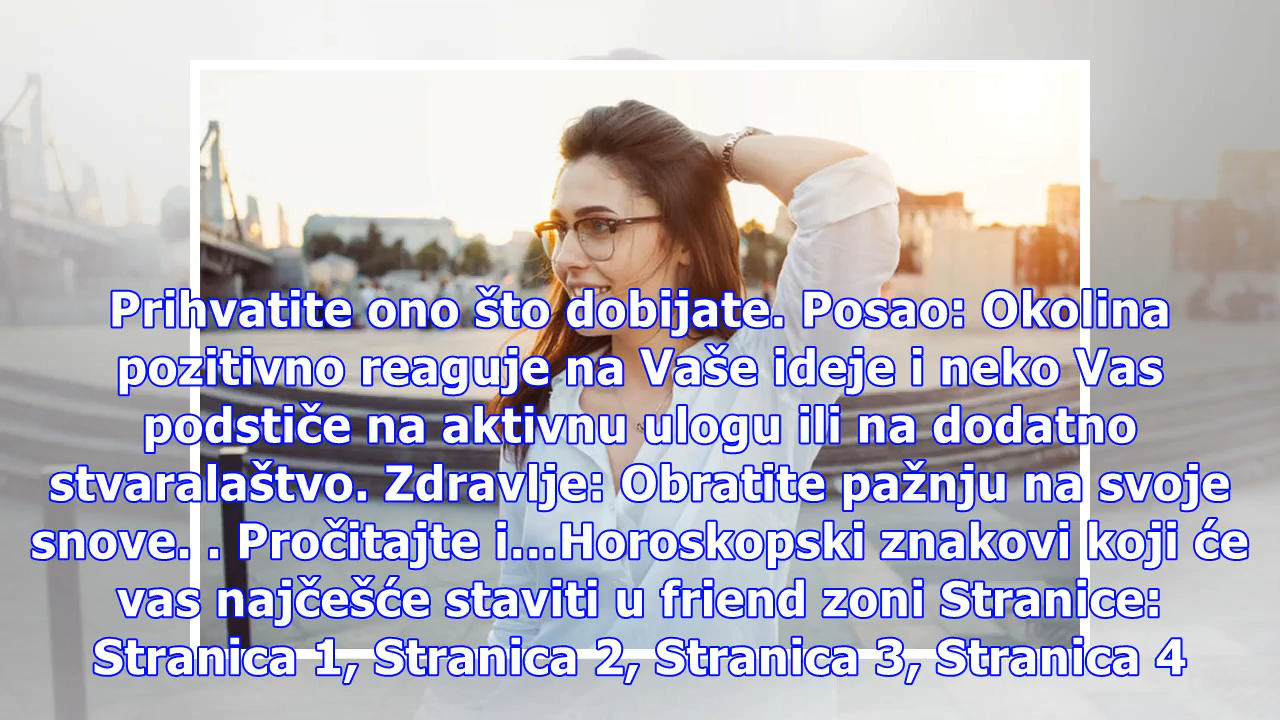 Prihvatite ono što dobijate. Posao: Okolina
pozitivno reaguje na Vaše ideje i neko Vas
podstiče na aktivnu ulogu ili na dodatno
stvaralaštvo. Zdravlje: Obratite pažnju na svoje
snove. . Pročitajte i...Horoskopski znakovi koji će
vas najčešće staviti u friend zoni Stranice:
Stranica 1, Stranica 2, Stranica 3, Stranica 4